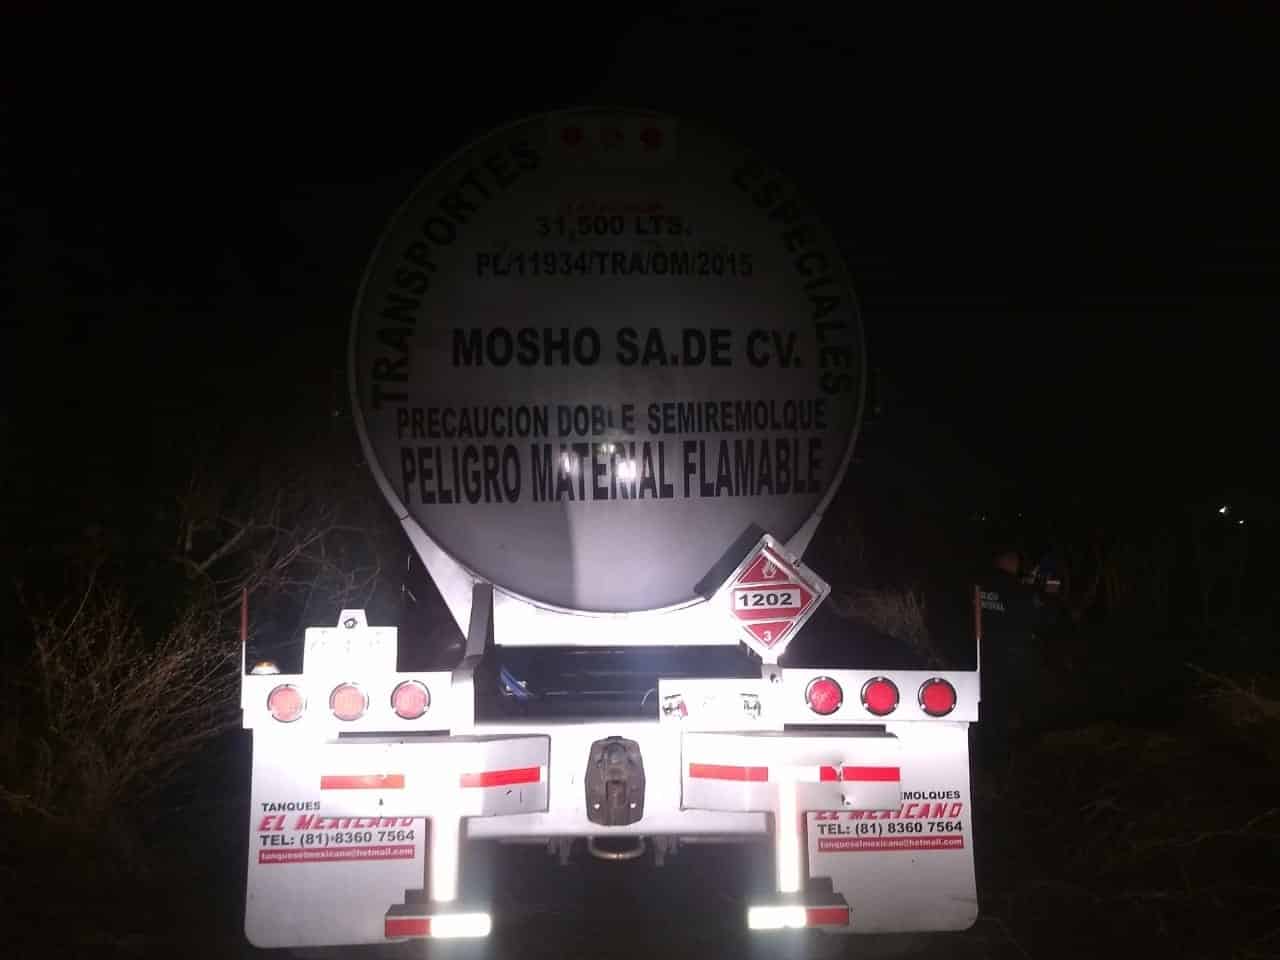 TRANSPORTES ESPECIALES
31,500 LTS.
PL/11934/TRA/OM/2015
MOSHO SA.DE CV.
PRECAUCION DOBLE SEMIREMOLQUE
PELIGRO MATERIAL FLAMABLE
1202
3
TANQUES
EL MEXICANO
TEL: (81) 8360 7564
tanqueselmexicano@hotmail.com
EMOLQUES
EL MEXICANO
TEL: (81) 8360 7564
tanqueselmexicano@hotmail.com